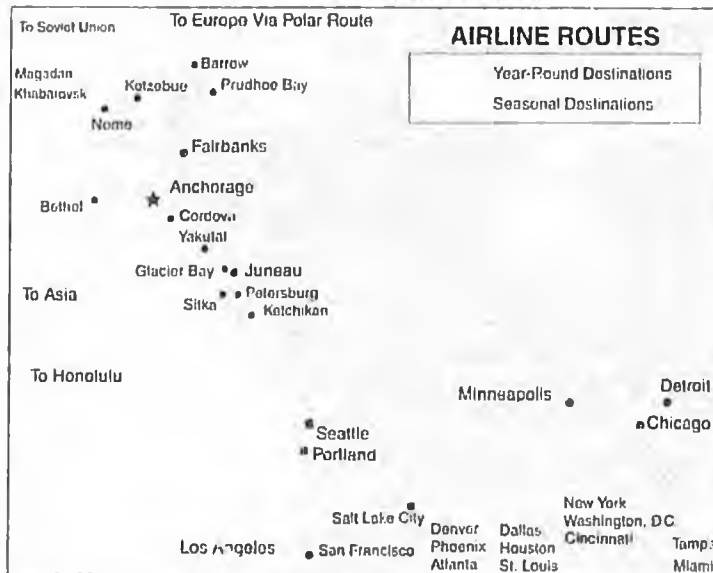 To Soviet Union
To Europe Via Polar Route
AIRLINE ROUTES
Year-Round Destinations
Seasonal Destinations
Barrow
Magadan
Khabarovsk
Kotzebue
Prudhoe Bay
Nome
Fairbanks
Anchorage
Bethel
Cordova
Yakutat
Glacier Bay
Juneau
To Asia
Sitka
Petersburg
Ketchikan
To Honolulu
Minneapolis
Detroit
Chicago
Seattle
Portland
Salt Lake City
Los Angeles
San Francisco
Denver
Phoenix
Atlanta
Dallas
Houston
St. Louis
New York
Washington, D.C.
Cincinnati
Tampa
Miami